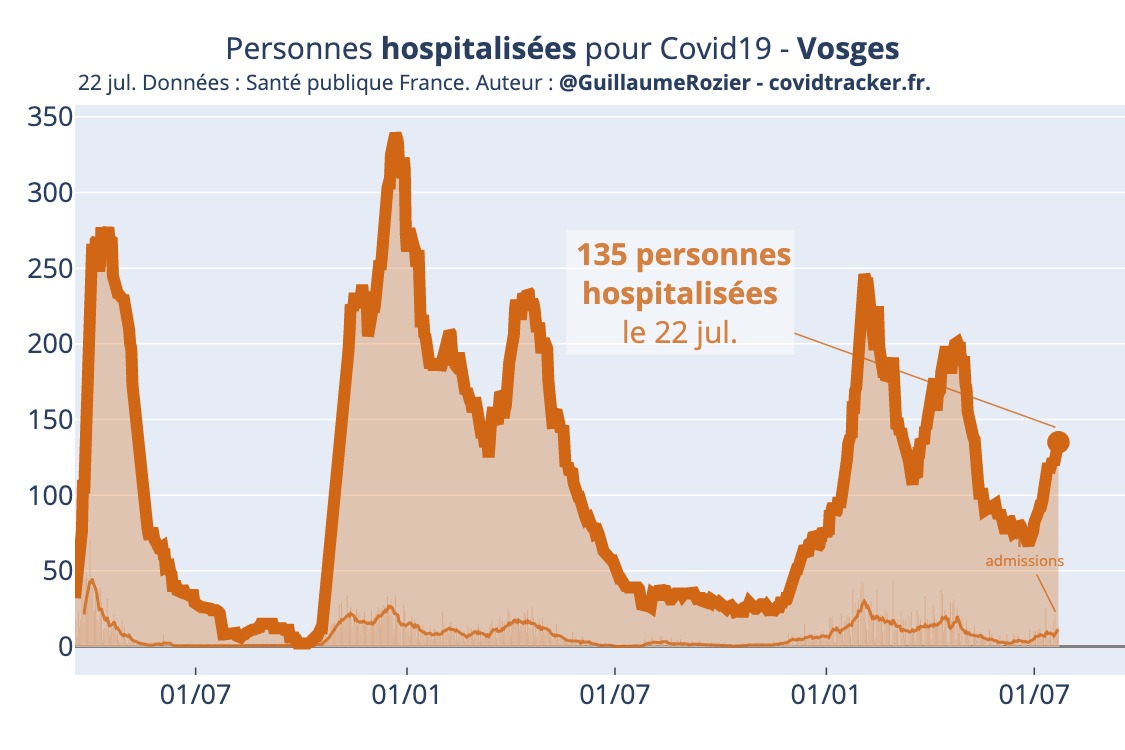 Personnes hospitalisées pour Covid19 - Vosges
22 jul. Données : Santé publique France. Auteur : @GuillaumeRozier - covidtracker.fr.
350
300
250
200
150
100
50
0
135 personnes
hospitalisées
le 22 jul.
admissions
01/07
01/01
01/07
01/01
01/07